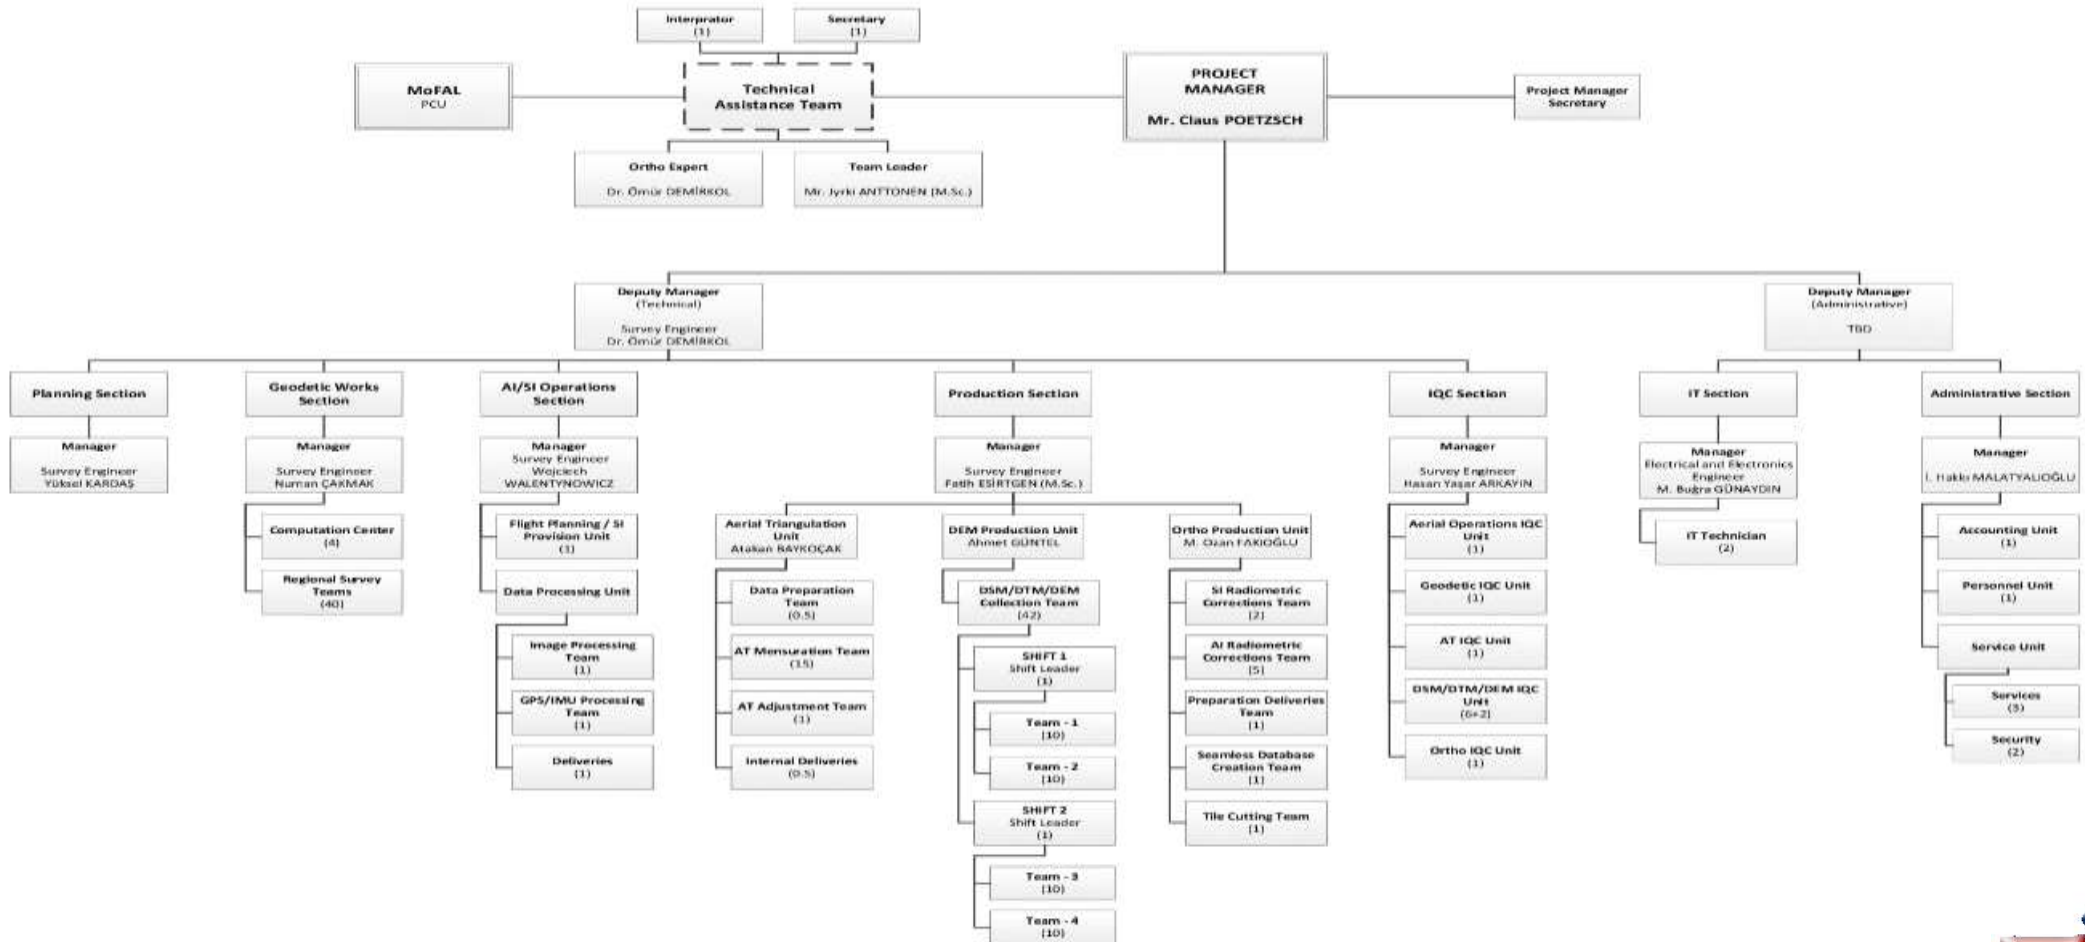 Interprator
(1)
Secretary
(1)
MoFAL
PCU
Technical
Assistance Team
PROJECT
MANAGER
Mr. Claus POETZSCH
Project Manager
Secretary
Ortho Expert
Dr. Ömür DEMİRKOL
Team Leader
Mr. Jyrki ANTTONEN (M.Sc.)
Deputy Manager
(Technical)
Survey Engineer
Dr. Ömür DEMİRKOL
Deputy Manager
(Administrative)
TBD
Planning Section
Manager
Survey Engineer
Yüksel KARDAŞ
Geodetic Works
Section
Manager
Survey Engineer
Numan ÇAKMAK
Computation Center
(4)
Regional Survey
Teams
(40)
AI/SI Operations
Section
Manager
Survey Engineer
Wojciech
WALENTYNOWICZ
Flight Planning / SI
Provision Unit
(1)
Data Processing Unit
Image Processing
Team
(1)
GPS/IMU Processing
Team
(1)
Deliveries
(1)
Production Section
Manager
Survey Engineer
Fatih ESİRTGEN (M.Sc.)
Aerial Triangulation
Unit
Atakan BAYKOÇAK
Data Preparation
Team
(0.5)
AT Mensuration Team
(15)
AT Adjustment Team
(1)
Internal Deliveries
(0.5)
DEM Production Unit
Ahmet GÜNTEL
DSM/DTM/DEM
Collection Team
(42)
SHIFT 1
Shift Leader
(1)
Team - 1
(10)
Team - 2
(10)
SHIFT 2
Shift Leader
(1)
Team - 3
(10)
Team - 4
(10)
Ortho Production Unit
M. Ozan FAKIOĞLU
SI Radiometric
Corrections Team
(2)
AI Radiometric
Corrections Team
(5)
Preparation Deliveries
Team
(1)
Seamless Database
Creation Team
(1)
Tile Cutting Team
(1)
IQC Section
Manager
Survey Engineer
Hasan Yaşar ARKAYIN
Aerial Operations IQC
Unit
(1)
Geodetic IQC Unit
(1)
AT IQC Unit
(1)
DSM/DTM/DEM IQC
Unit
(6+2)
Ortho IQC Unit
(1)
IT Section
Manager
Electrical and Electronics
Engineer
M. Buğra GÜNAYDIN
IT Technician
(2)
Administrative Section
Manager
İ. Hakkı MALATYALIOĞLU
Accounting Unit
(1)
Personnel Unit
(1)
Service Unit
Services
(3)
Security
(2)